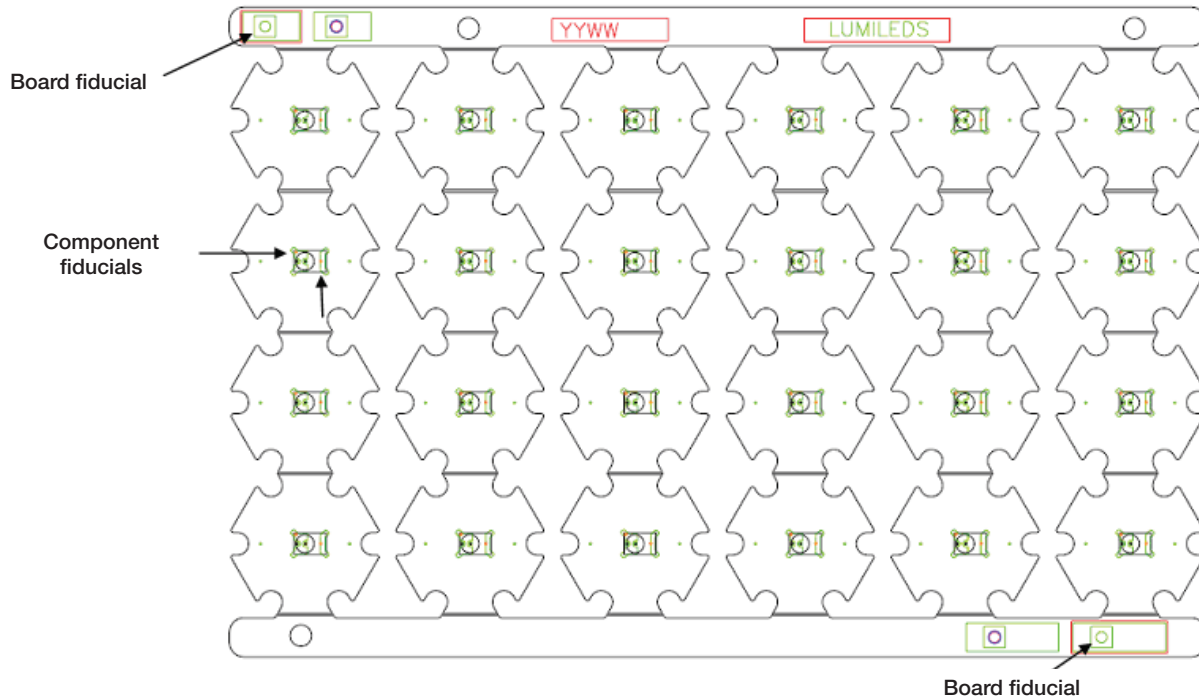 YYWW
LUMILEDS
Board fiducial
Component
fiducials
Board fiducial